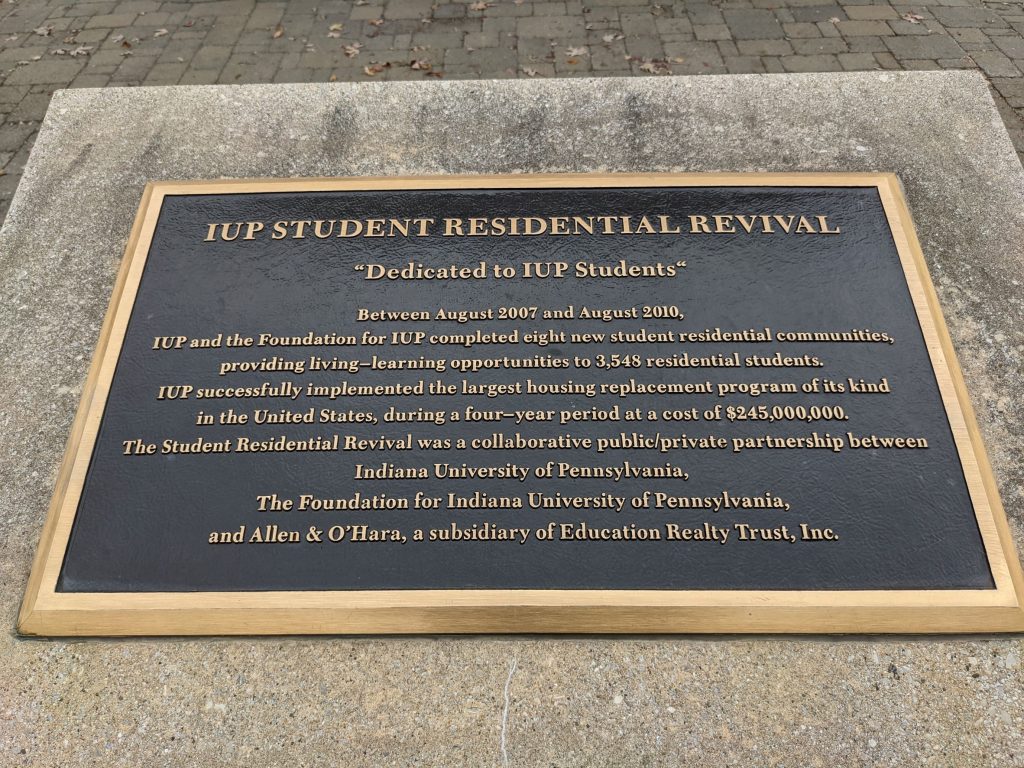 IUP STUDENT RESIDENTIAL REVIVAL
“Dedicated to IUP Students“
Between August 2007 and August 2010,
IUP and the Foundation for IUP completed eight new student residential communities,
providing living–learning opportunities to 3,548 residential students.
IUP successfully implemented the largest housing replacement program of its kind
in the United States, during a four–year period at a cost of $245,000,000.
The Student Residential Revival was a collaborative public/private partnership between
Indiana University of Pennsylvania,
The Foundation for Indiana University of Pennsylvania,
and Allen & O’Hara, a subsidiary of Education Realty Trust, Inc.